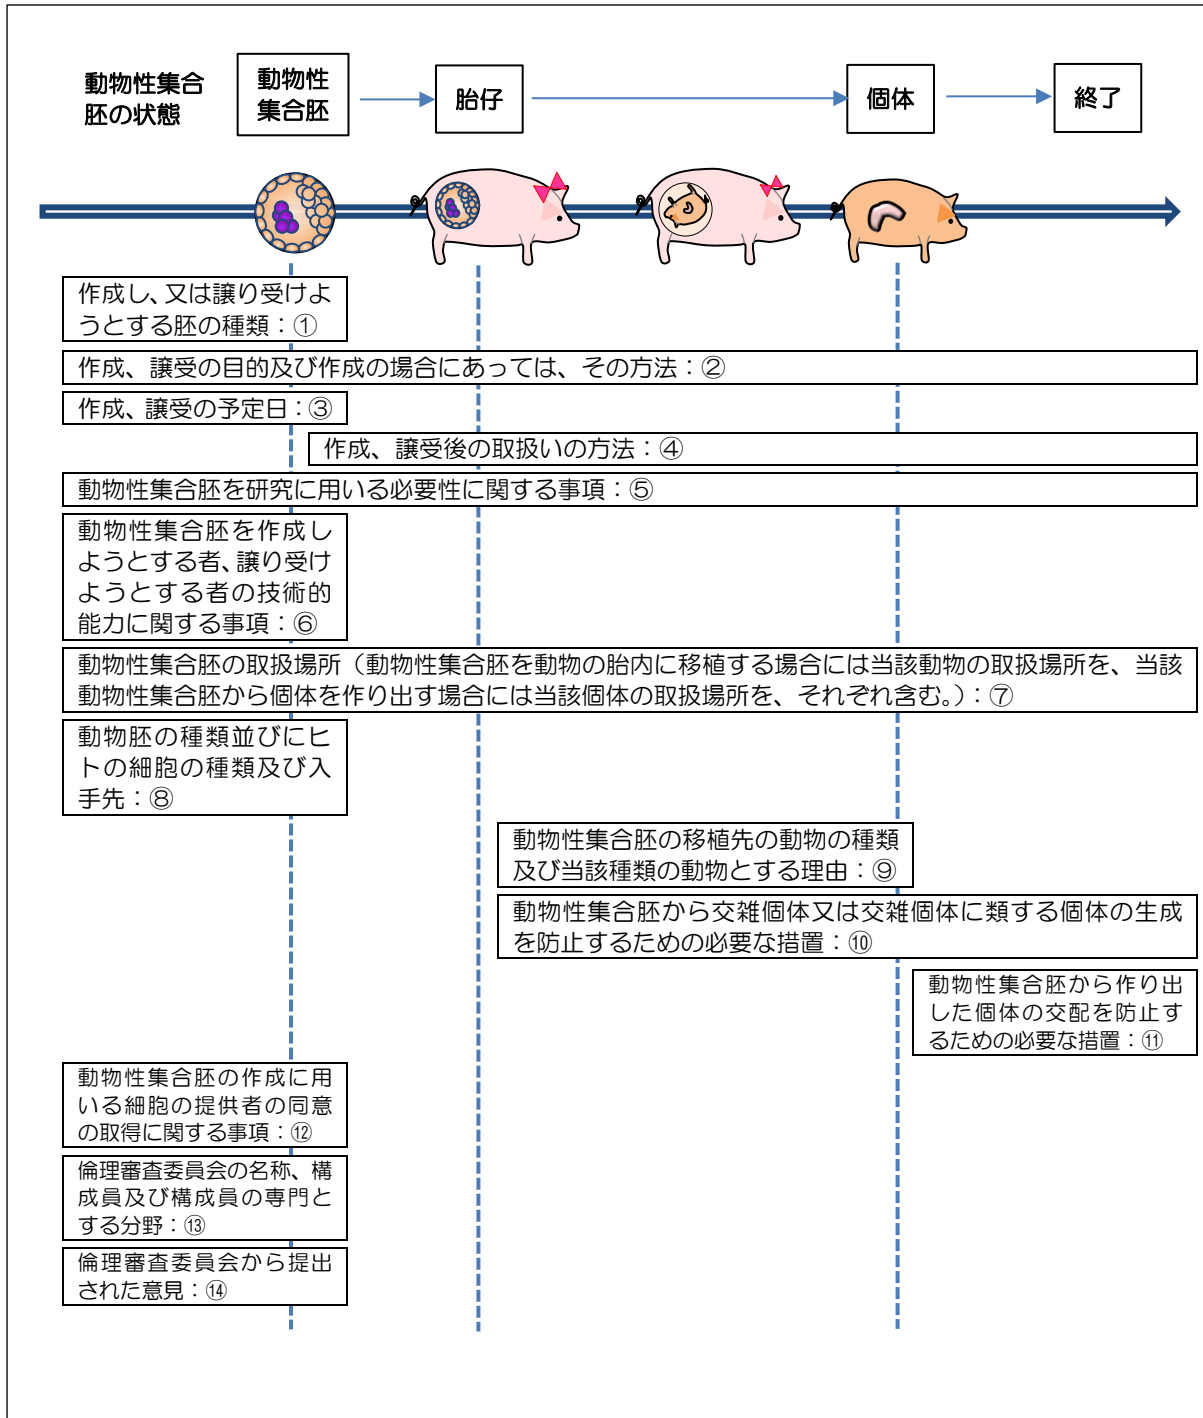 動物性集合
胚の状態
動物性
集合胚
胎仔
個体
終了
作成し、又は譲り受けよ
うとする胚の種類：①
作成、譲受の目的及び作成の場合にあっては、その方法：②
作成、譲受の予定日：③
作成、譲受後の取扱いの方法：④
動物性集合胚を研究に用いる必要性に関する事項：⑤
動物性集合胚を作成し
ようとする者、譲り受け
ようとする者の技術的
能力に関する事項：⑥
動物性集合胚の取扱場所（動物性集合胚を動物の胎内に移植する場合には当該動物の取扱場所を、当該
動物性集合胚から個体を作り出す場合には当該個体の取扱場所を、それぞれ含む。）：⑦
動物胚の種類並びにヒ
トの細胞の種類及び入
手先：⑧
動物性集合胚の移植先の動物の種類
及び当該種類の動物とする理由：⑨
動物性集合胚から交雑個体又は交雑個体に類する個体の生成
を防止するための必要な措置：⑩
動物性集合胚から作り出
した個体の交配を防止す
るための必要な措置：⑪
動物性集合胚の作成に用
いる細胞の提供者の同意
の取得に関する事項：⑫
倫理審査委員会の名称、構
成員及び構成員の専門と
する分野：⑬
倫理審査委員会から提出
された意見：⑭